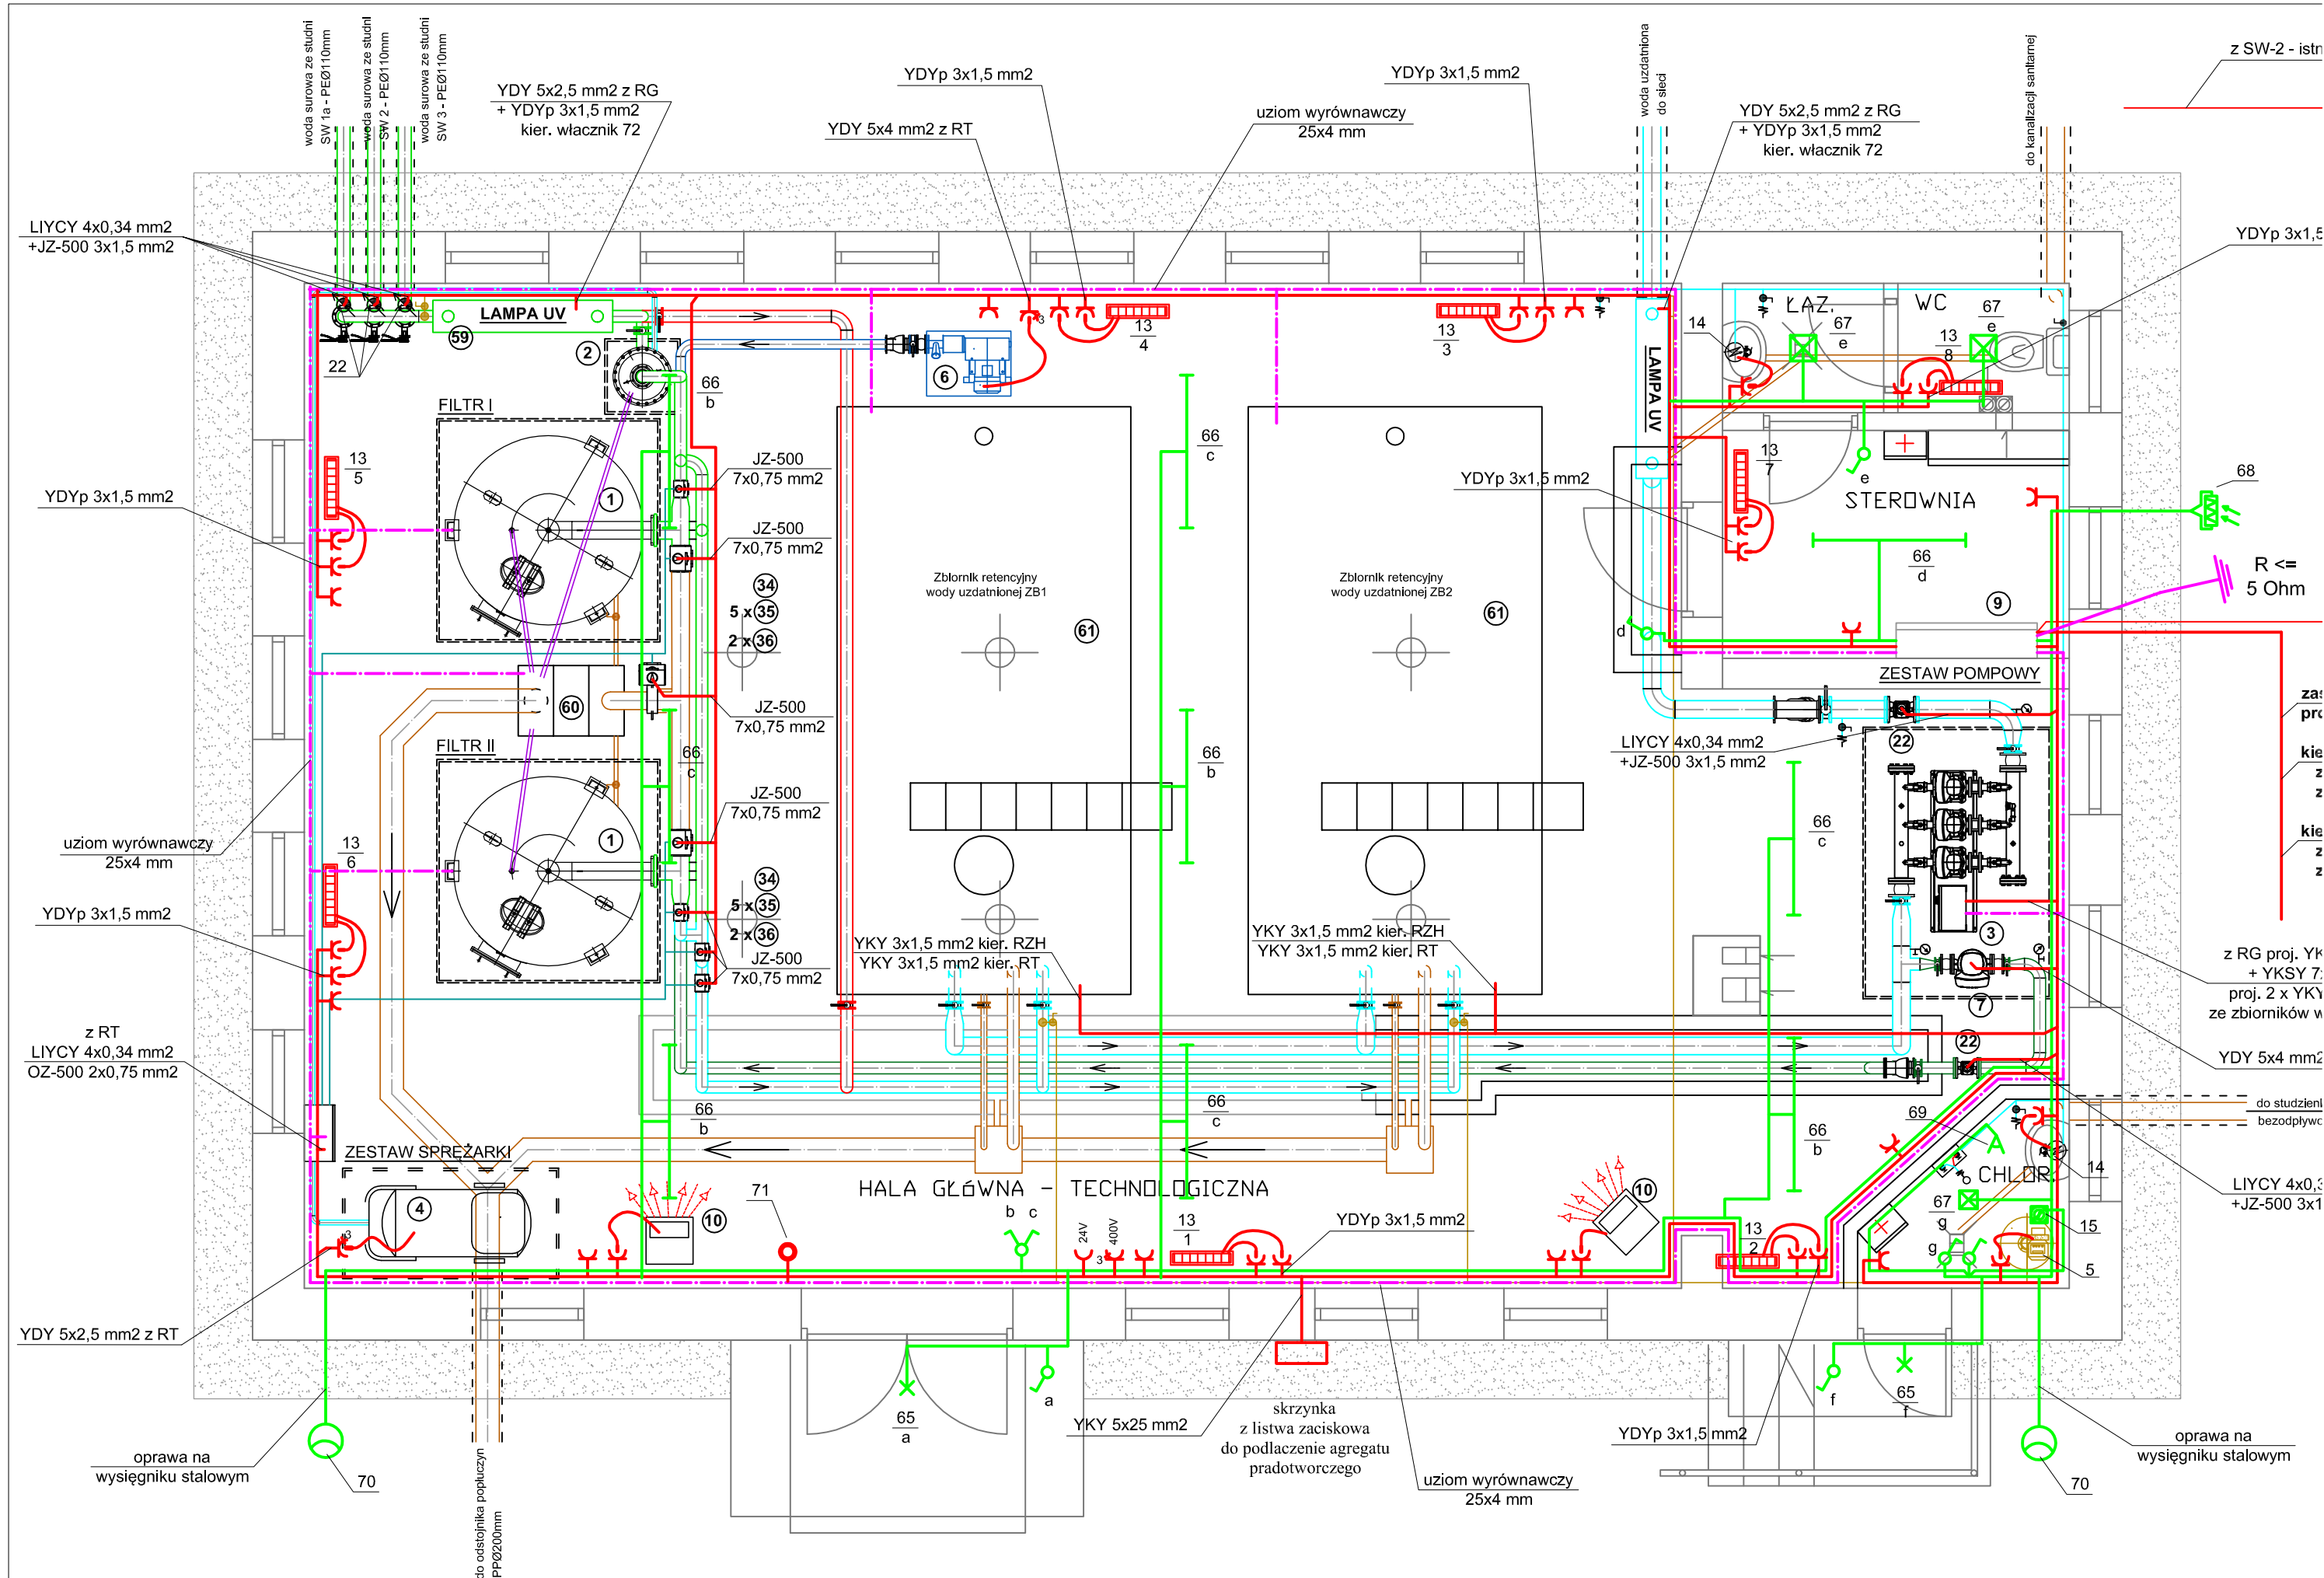 woda surowa ze studni
SW 1a - PEØ110mm
woda surowa ze studni
SW 2 - PEØ110mm
woda surowa ze studni
SW 3 - PEØ110mm
YDY 5x2,5 mm2 z RG
+ YDYp 3x1,5 mm2
kier. włacznik 72
YDY 5x4 mm2 z RT
YDYp 3x1,5 mm2
uziom wyrównawczy
25x4 mm
YDYp 3x1,5 mm2
woda uzdatniona
do sieci
YDY 5x2,5 mm2 z RG
+ YDYp 3x1,5 mm2
kier. włacznik 72
do kanalizacji sanitarnej
z SW-2 - istn
YDYp 3x1,5
LIYCY 4x0,34 mm2
+JZ-500 3x1,5 mm2
LAMPA UV
59
22
2
66
b
6
3
13
4
13
3
LAMPA UV
14
ŁAZ.
67
e
WC
67
e
13
8
FILTR I
1
13
5
YDYp 3x1,5 mm2
JZ-500
7x0,75 mm2
JZ-500
7x0,75 mm2
34
5 x 35
2 x 36
66
c
Zbiornik retencyjny
wody uzdatnionej ZB1
61
Zbiornik retencyjny
wody uzdatnionej ZB2
61
YDYp 3x1,5 mm2
13
7
e
STEROWNIA
66
d
d
9
68
R <=
5 Ohm
ZESTAW POMPOWY
60
JZ-500
7x0,75 mm2
66
c
66
b
FILTR II
1
JZ-500
7x0,75 mm2
34
5 x 35
2 x 36
JZ-500
7x0,75 mm2
uziom wyrównawczy
25x4 mm
13
6
YDYp 3x1,5 mm2
LIYCY 4x0,34 mm2
+JZ-500 3x1,5 mm2
22
66
c
3
7
22
zas
pro
kie
z
z
kie
z
z
z RG proj. YK
+ YKSY 7
proj. 2 x YKY
ze zbiorników w
YDY 5x4 mm2
YKY 3x1,5 mm2 kier. RZH
YKY 3x1,5 mm2 kier. RT
YKY 3x1,5 mm2 kier. RZH
YKY 3x1,5 mm2 kier. RT
z RT
LIYCY 4x0,34 mm2
OZ-500 2x0,75 mm2
66
b
66
c
66
b
69
do studzienk
bezodpływo
CHLOR.
14
LIYCY 4x0,3
+JZ-500 3x1
ZESTAW SPRĘŻARKI
4
3
10
71
HALA GŁóWNA - TECHNOLOGICZNA
b c
24V
3
400V
13
1
YDYp 3x1,5 mm2
10
13
2
67
g
g
15
5
YDY 5x2,5 mm2 z RT
oprawa na
wysięgniku stalowym
70
do odstojnika popłuczyn
PPØ200mm
65
a
a
YKY 5x25 mm2
skrzynka
z listwa zaciskowa
do podlaczenie agregatu
pradotworczego
uziom wyrównawczy
25x4 mm
YDYp 3x1,5 mm2
f
65
f
oprawa na
wysięgniku stalowym
70